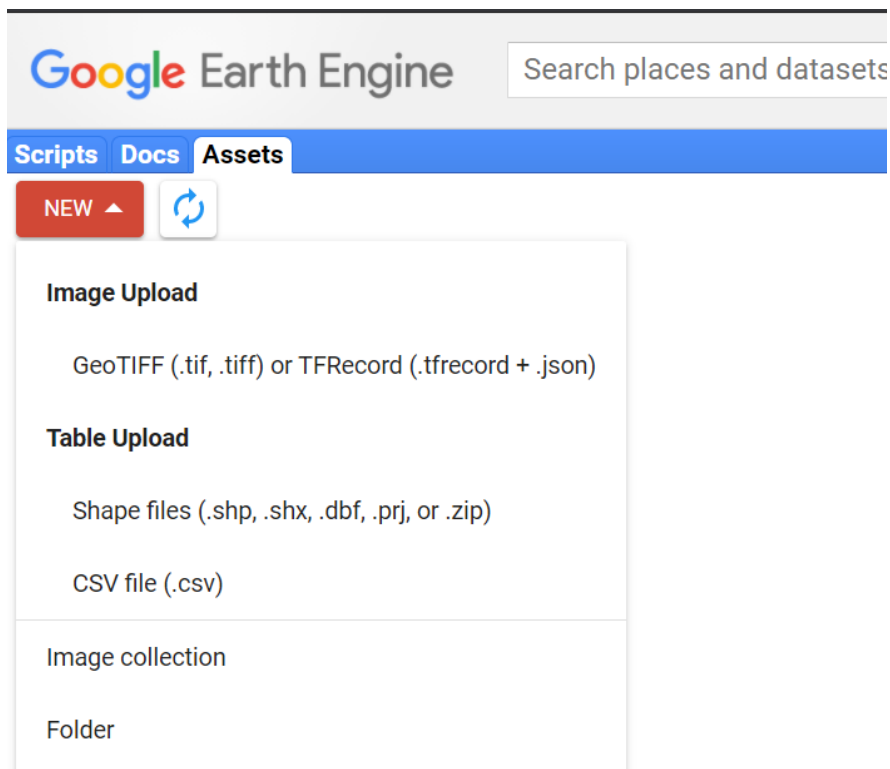 Google Earth Engine
Search places and datasets
Scripts Docs Assets
NEW
Image Upload
GeoTIFF (.tif, .tiff) or TFRecord (.tfrecord + .json)
Table Upload
Shape files (.shp, .shx, .dbf, .prj, or .zip)
CSV file (.csv)
Image collection
Folder